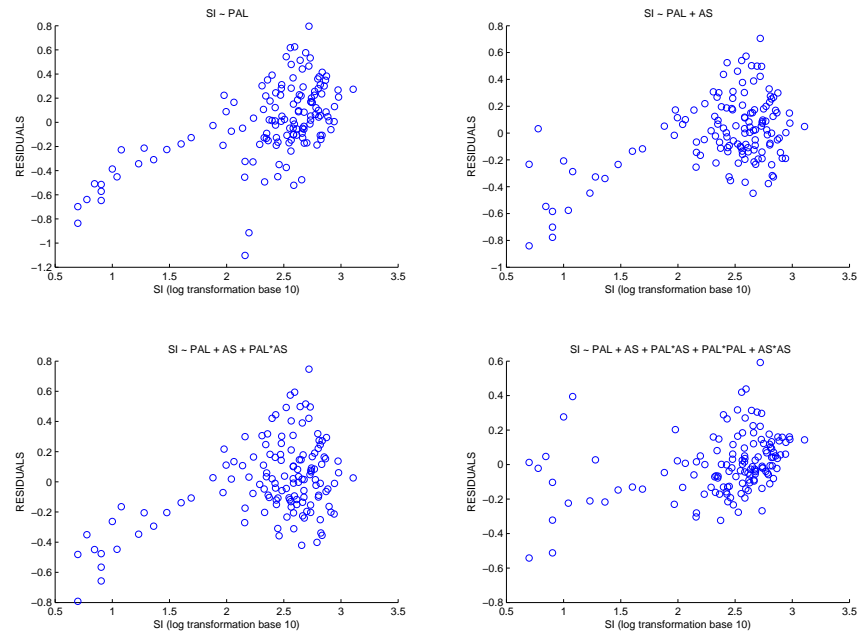 SI ~ PAL
0.8
0.6
0.4
0.2
0
−0.2
−0.4
−0.6
−0.8
−1
−1.2
RESIDUALS
0.5 1 1.5 2 2.5 3 3.5
SI (log transformation base 10)
SI ~ PAL + AS
0.8
0.6
0.4
0.2
0
−0.2
−0.4
−0.6
−0.8
−1
RESIDUALS
0.5 1 1.5 2 2.5 3 3.5
SI (log transformation base 10)
SI ~ PAL + AS + PAL*AS
0.8
0.6
0.4
0.2
0
−0.2
−0.4
−0.6
−0.8
RESIDUALS
0.5 1 1.5 2 2.5 3 3.5
SI (log transformation base 10)
SI ~ PAL + AS + PAL*AS + PAL*PAL + AS*AS
0.6
0.4
0.2
0
−0.2
−0.4
−0.6
−0.8
RESIDUALS
0.5 1 1.5 2 2.5 3 3.5
SI (log transformation base 10)